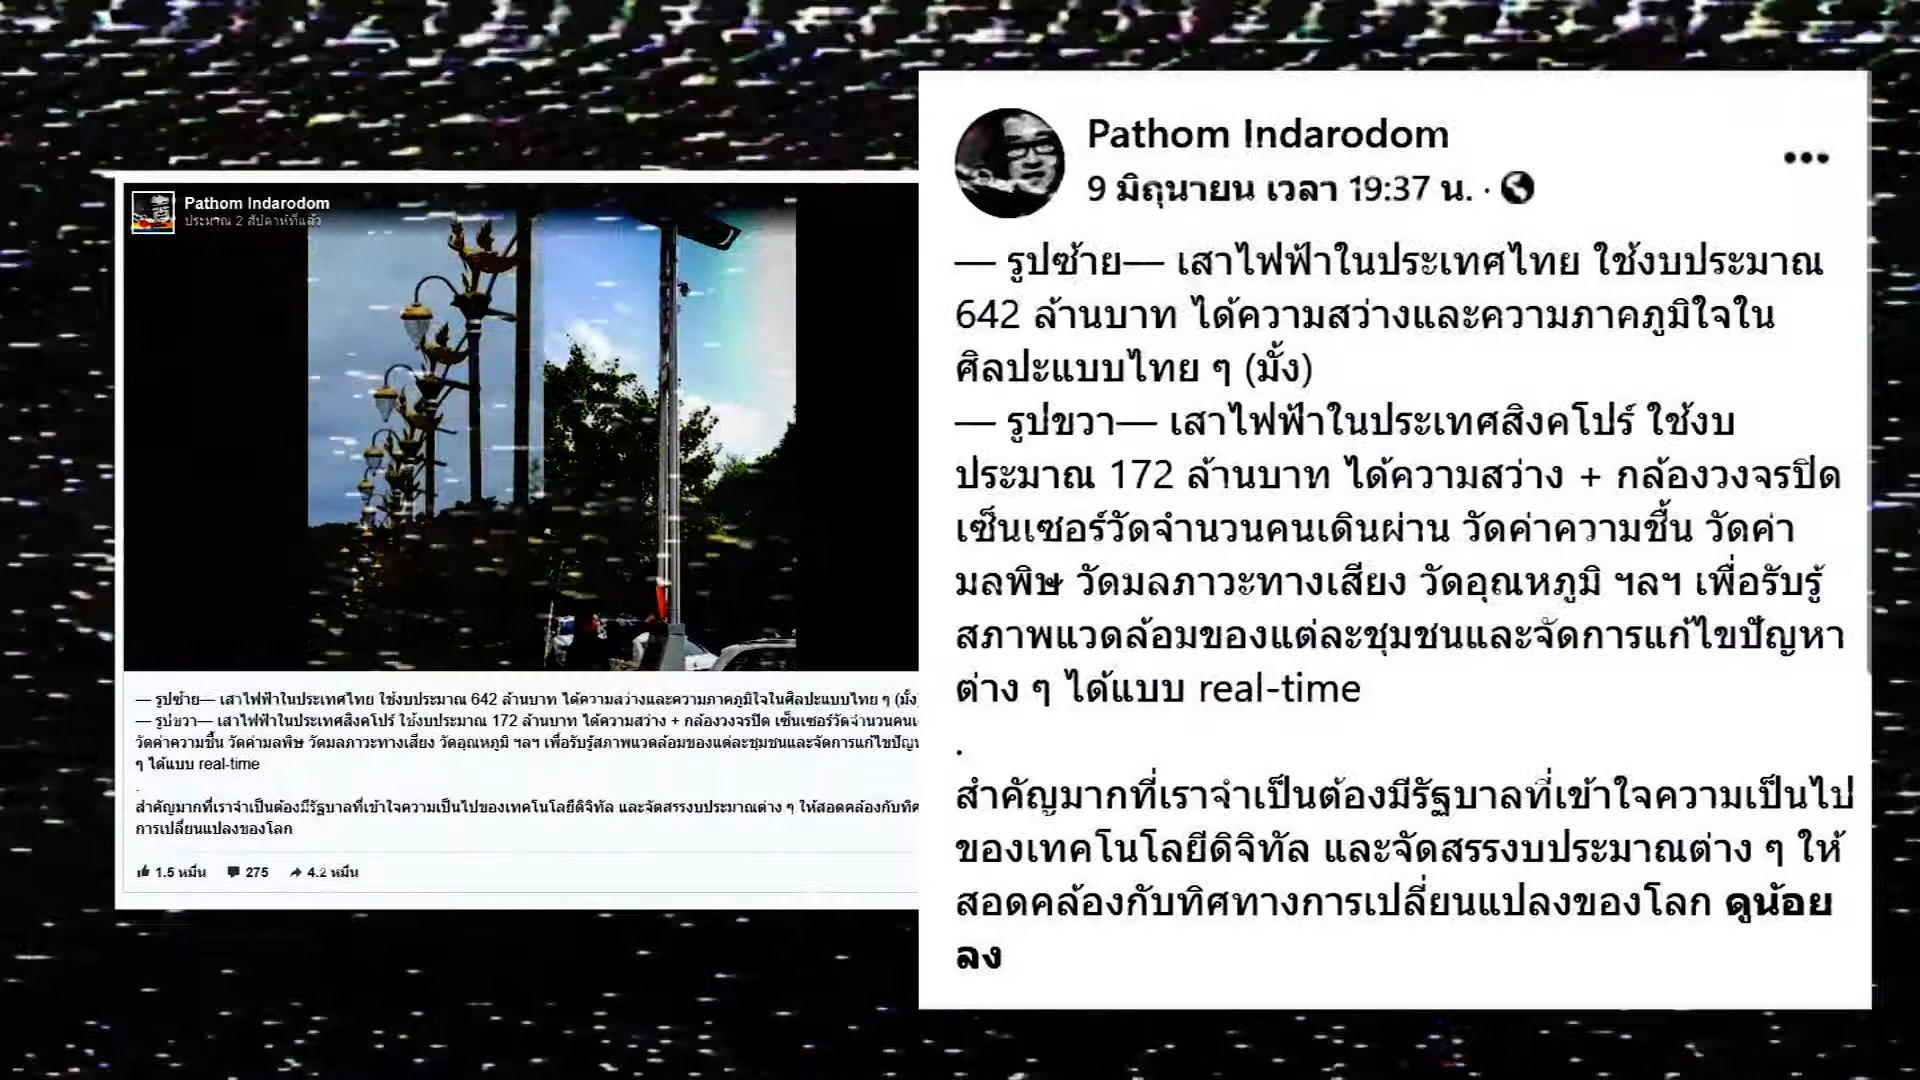 Pathom Indarodom
ประมาณ 2 สัปดาห์ที่แล้ว
— รูปซ้าย— เสาไฟฟ้าในประเทศไทย ใช้งบประมาณ 642 ล้านบาท ได้ความสว่างและความภาคภูมิใจในศิลปะแบบไทย ๆ (มั้ง
— รูปขวา— เสาไฟฟ้าในประเทศสิงคโปร์ ใช้งบประมาณ 172 ล้านบาท ได้ความสว่าง + กล้องวงจรปิด เซ็นเซอร์วัดจำนวนคนเ
วัดค่าความชื้น วัดค่ามลพิษ วัดมลภาวะทางเสียง วัดอุณหภูมิ ฯลฯ เพื่อรับรู้สภาพแวดล้อมของแต่ละชุมชนและจัดการแก้ไขปัญห
ๆ ได้แบบ real-time
.
สำคัญมากที่เราจำเป็นต้องมีรัฐบาลที่เข้าใจความเป็นไปของเทคโนโลยีดิจิทัล และจัดสรรงบประมาณต่าง ๆ ให้สอดคล้องกับทิศ
การเปลี่ยนแปลงของโลก
1.5 หมื่น 275 4.2 หมื่น
Pathom Indarodom
9 มิถุนายน เวลา 19:37 น. ·
— รูปซ้าย— เสาไฟฟ้าในประเทศไทย ใช้งบประมาณ
642 ล้านบาท ได้ความสว่างและความภาคภูมิใจใน
ศิลปะแบบไทย ๆ (มั้ง)
— รูปขวา— เสาไฟฟ้าในประเทศสิงคโปร์ ใช้งบ
ประมาณ 172 ล้านบาท ได้ความสว่าง + กล้องวงจรปิด
เซ็นเซอร์วัดจำนวนคนเดินผ่าน วัดค่าความชื้น วัดค่า
มลพิษ วัดมลภาวะทางเสียง วัดอุณหภูมิ ฯลฯ เพื่อรับรู้
สภาพแวดล้อมของแต่ละชุมชนและจัดการแก้ไขปัญหา
ต่าง ๆ ได้แบบ real-time
.
สำคัญมากที่เราจำเป็นต้องมีรัฐบาลที่เข้าใจความเป็นไป
ของเทคโนโลยีดิจิทัล และจัดสรรงบประมาณต่าง ๆ ให้
สอดคล้องกับทิศทางการเปลี่ยนแปลงของโลก ดูน้อย
ลง